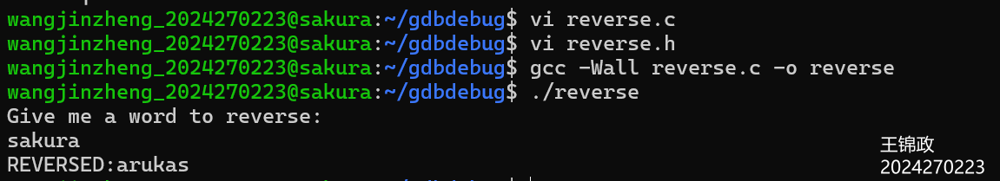 wangjinzheng_2024270223@sakura:~/gdbdebug$ vi reverse.c
wangjinzheng_2024270223@sakura:~/gdbdebug$ vi reverse.h
wangjinzheng_2024270223@sakura:~/gdbdebug$ gcc -Wall reverse.c -o reverse
wangjinzheng_2024270223@sakura:~/gdbdebug$ ./reverse
Give me a word to reverse:
sakura
REVERSED:arukas
王锦政
2024270223